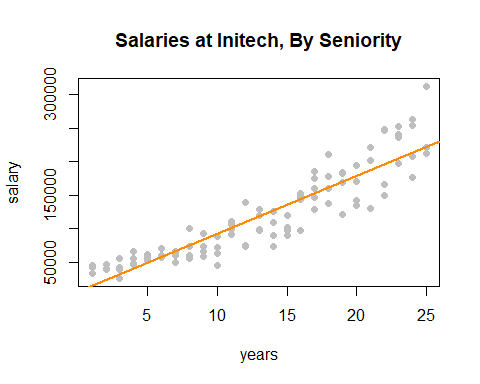 Salaries at Initech, By Seniority
300000
150000
50000
salary
5 10 15 20 25
years